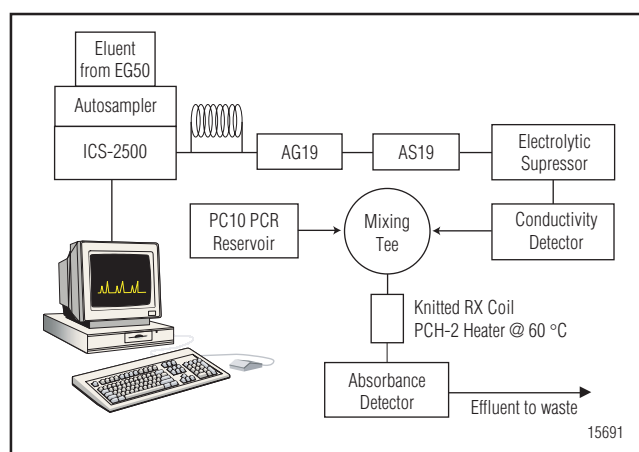 Eluent
from EG50
Autosampler
ICS-2500
AG19
AS19
Electrolytic
Supressor
PC10 PCR
Reservoir
Mixing
Tee
Conductivity
Detector
Knitted RX Coil
PCH-2 Heater @ 60 °C
Absorbance
Detector
Effluent to waste
15691